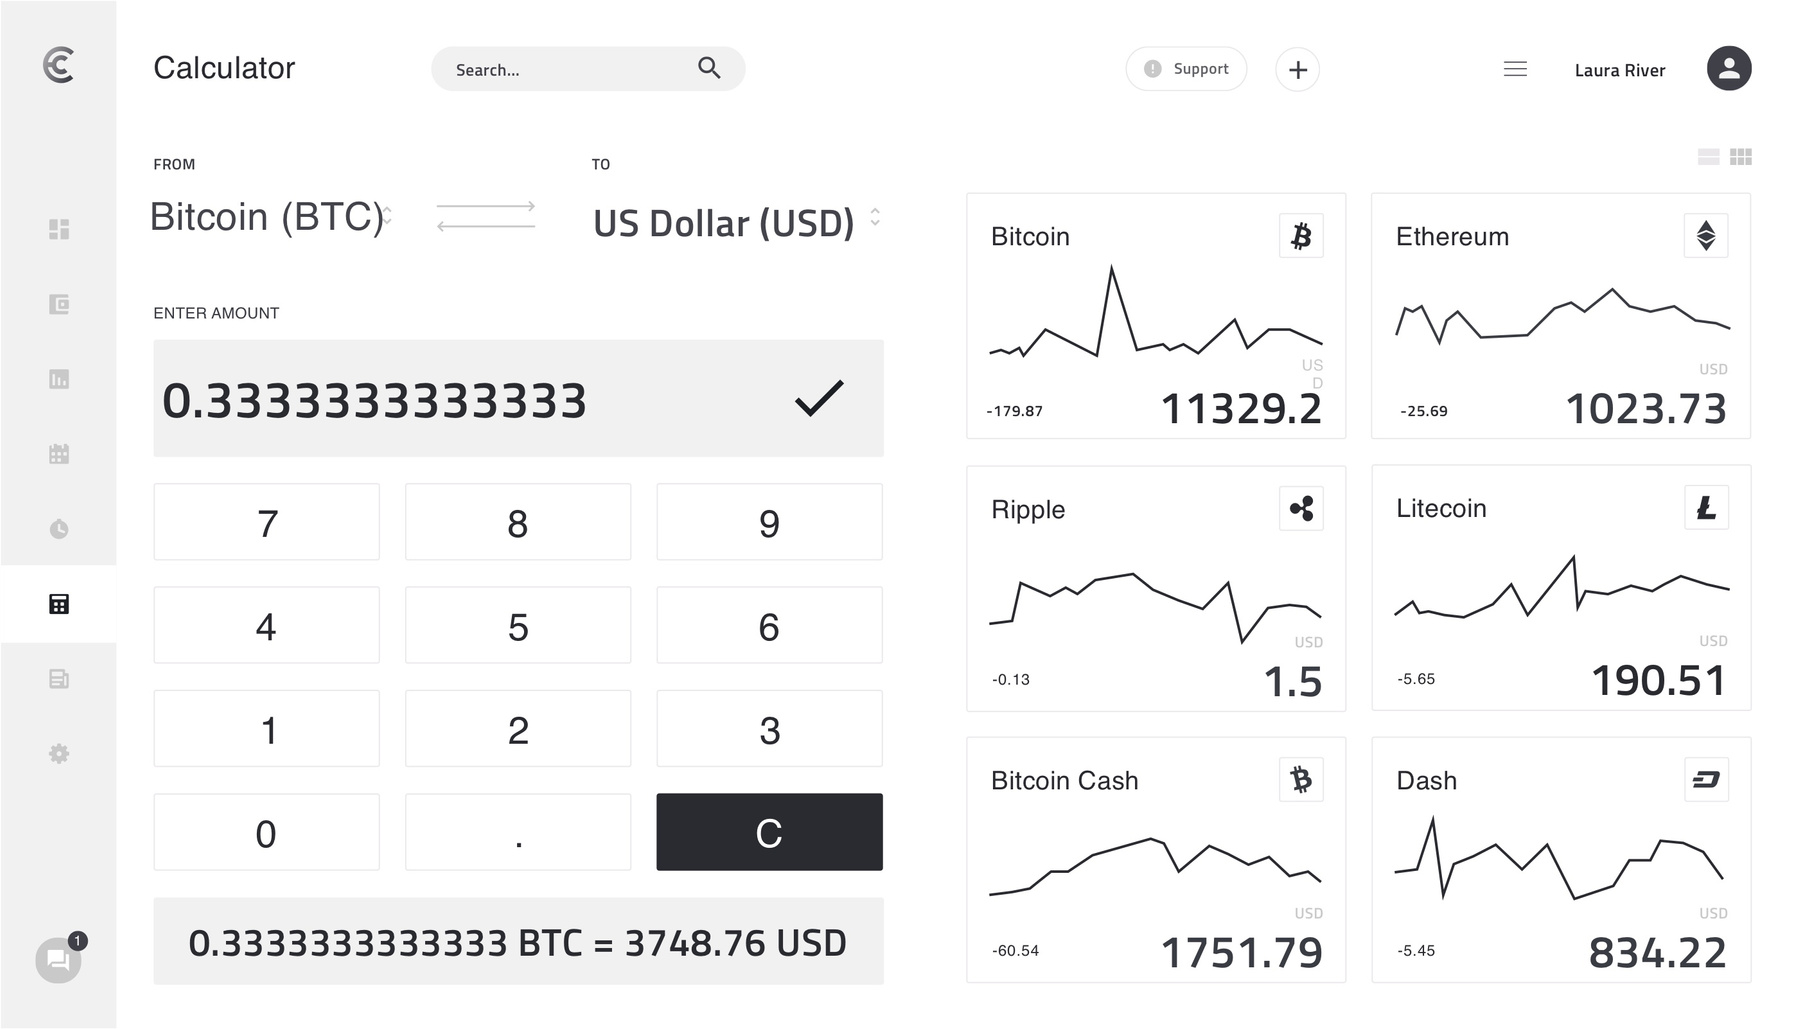 Calculator
Search...
Support
Laura River
FROM
TO
Bitcoin (BTC)
US Dollar (USD)
ENTER AMOUNT
0.3333333333333
7
8
9
4
5
6
1
2
3
0
.
C
0.3333333333333 BTC = 3748.76 USD
1
Bitcoin
US
D
-179.87
11329.2
Ethereum
USD
-25.69
1023.73
Ripple
USD
-0.13
1.5
Litecoin
USD
-5.65
190.51
Bitcoin Cash
USD
-60.54
1751.79
Dash
USD
-5.45
834.22